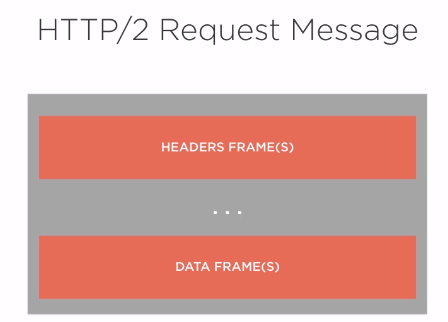 HTTP/2 Request Message
HEADERS FRAME(S)
...
DATA FRAME(S)